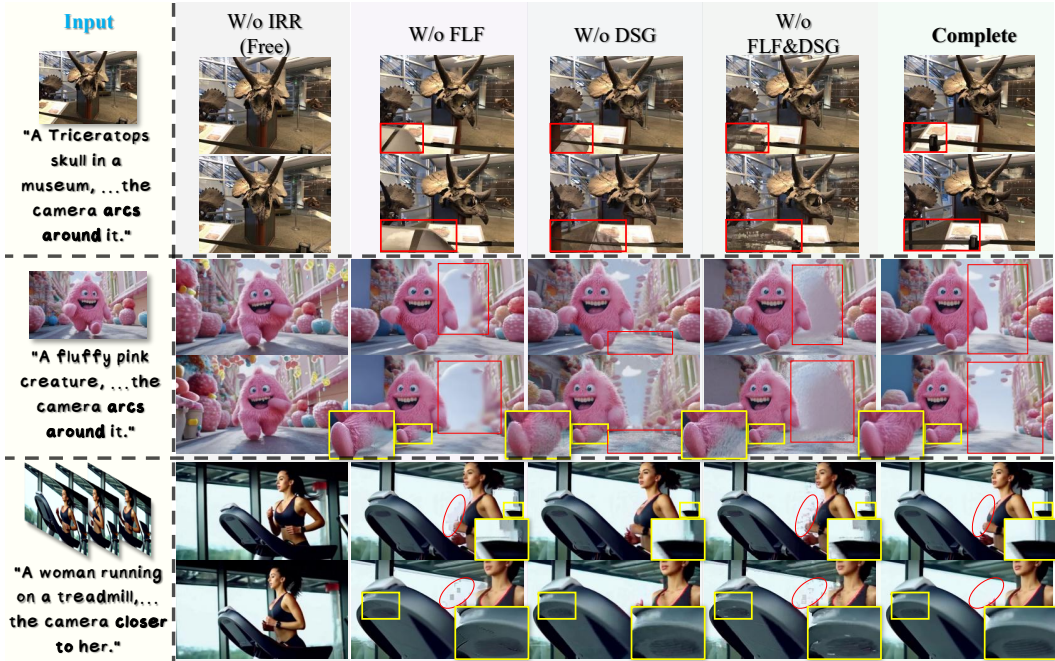 Input
W/o IRR
(Free)
W/o FLF
W/o DSG
W/o
FLF&DSG
Complete
"A Triceratops
skull in a
museum, ...the
camera arcs
around it."
"A fluffy pink
creature, ...the
camera arcs
around it."
"A woman running
on a treadmill,...
the camera closer
to her."